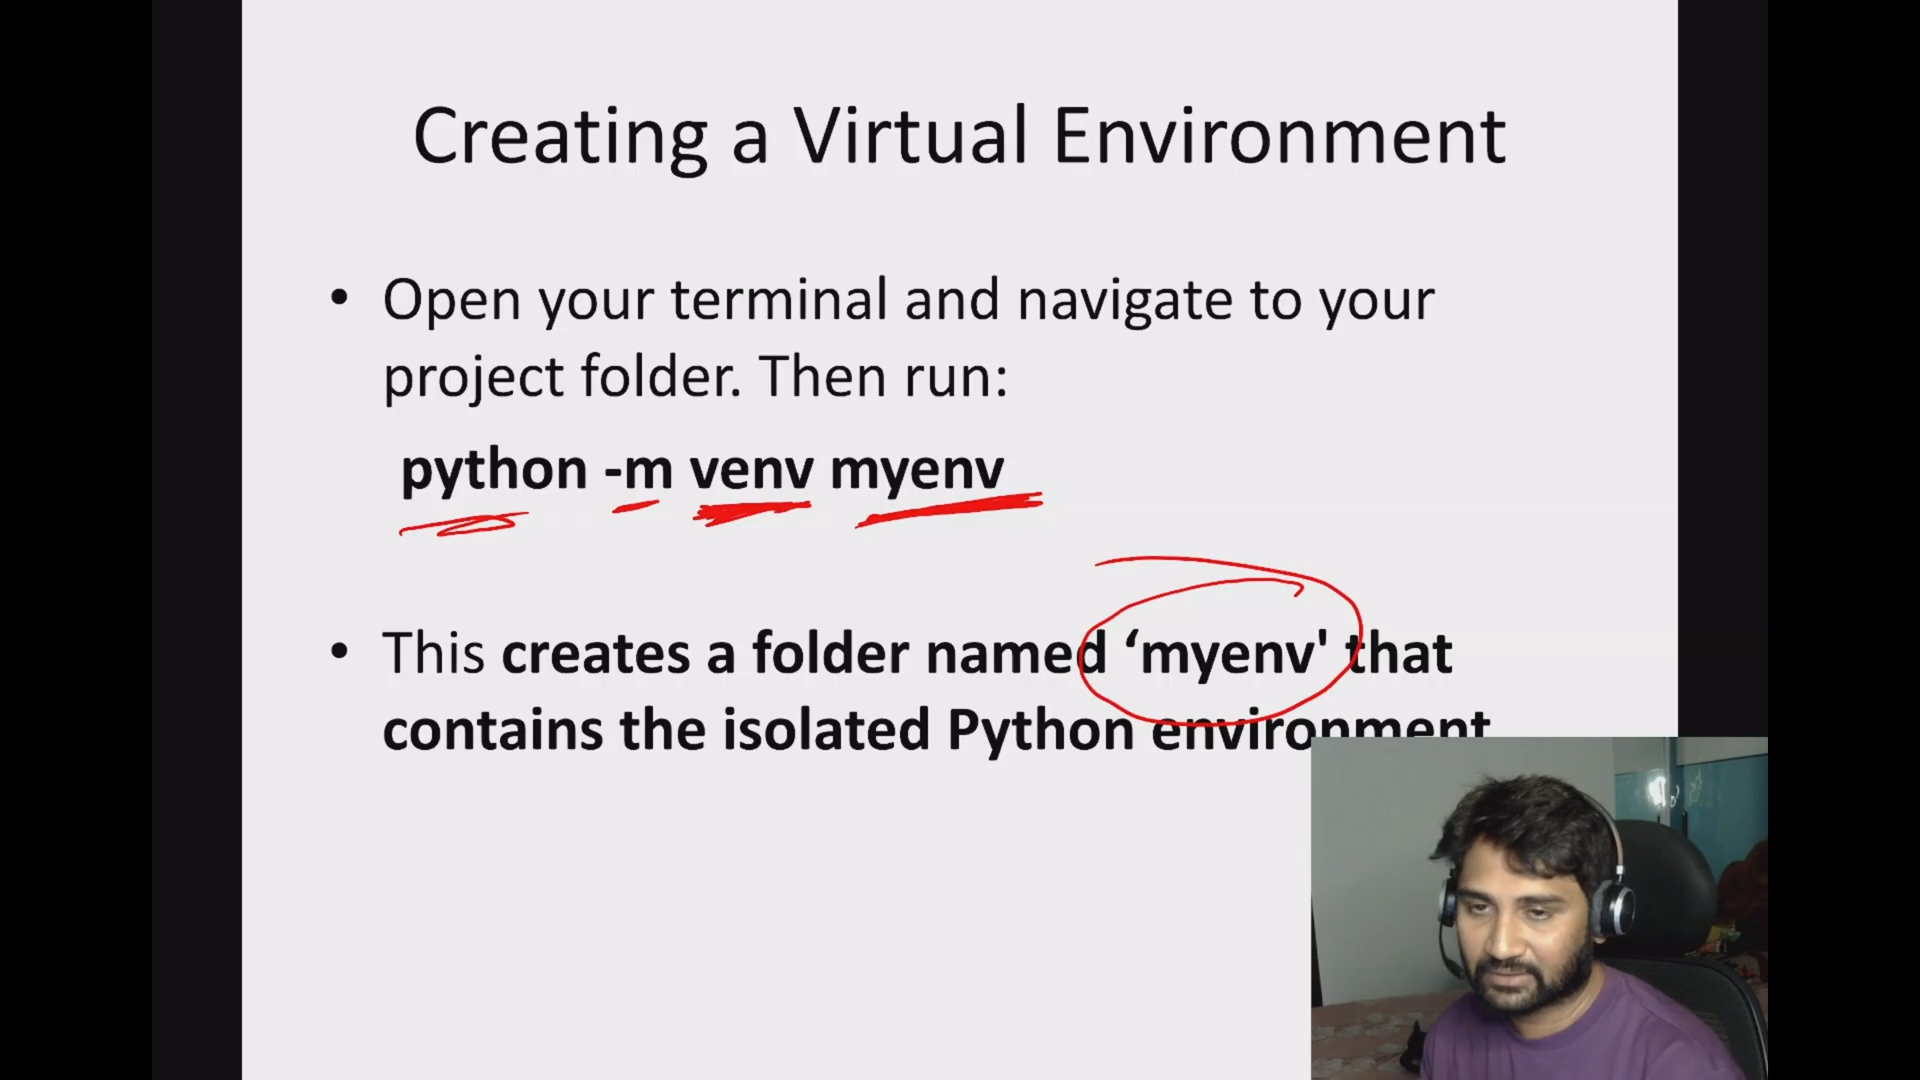 Creating a Virtual Environment
• Open your terminal and navigate to your
project folder. Then run:
python -m venv myenv
• This creates a folder named ‘myenv' that
contains the isolated Python environment